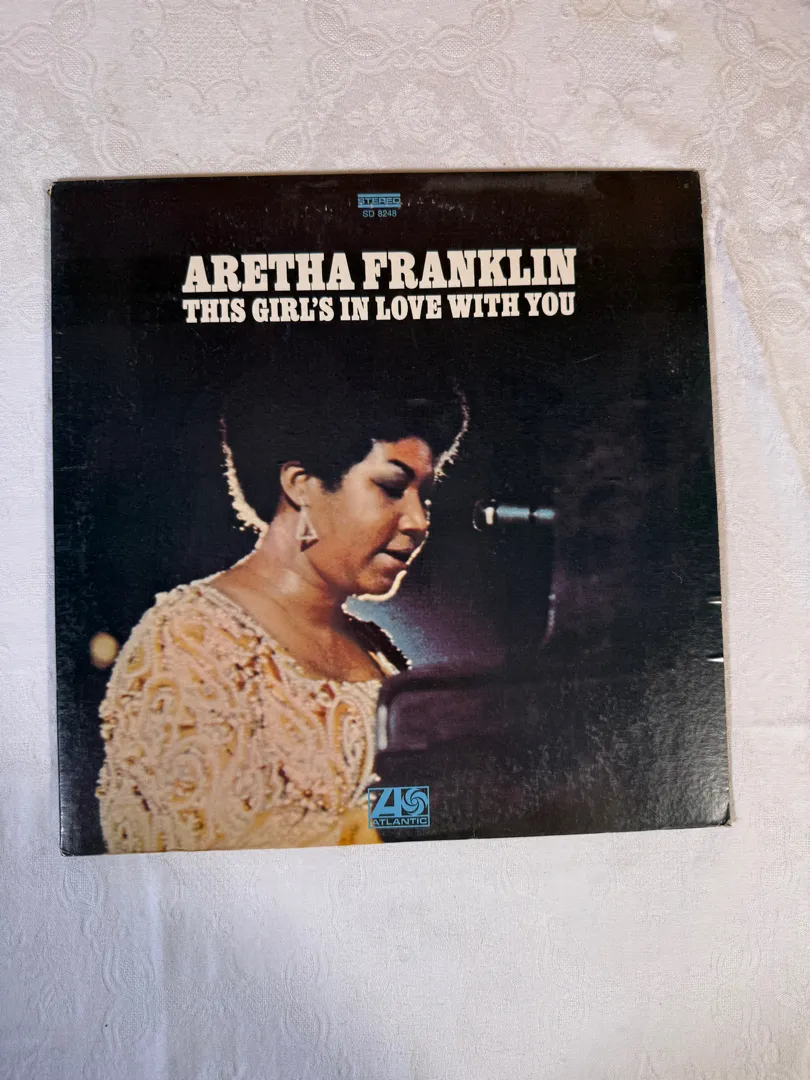 STEREO
SD 8248
ARETHA FRANKLIN
THIS GIRL'S IN LOVE WITH YOU
ATLANTIC